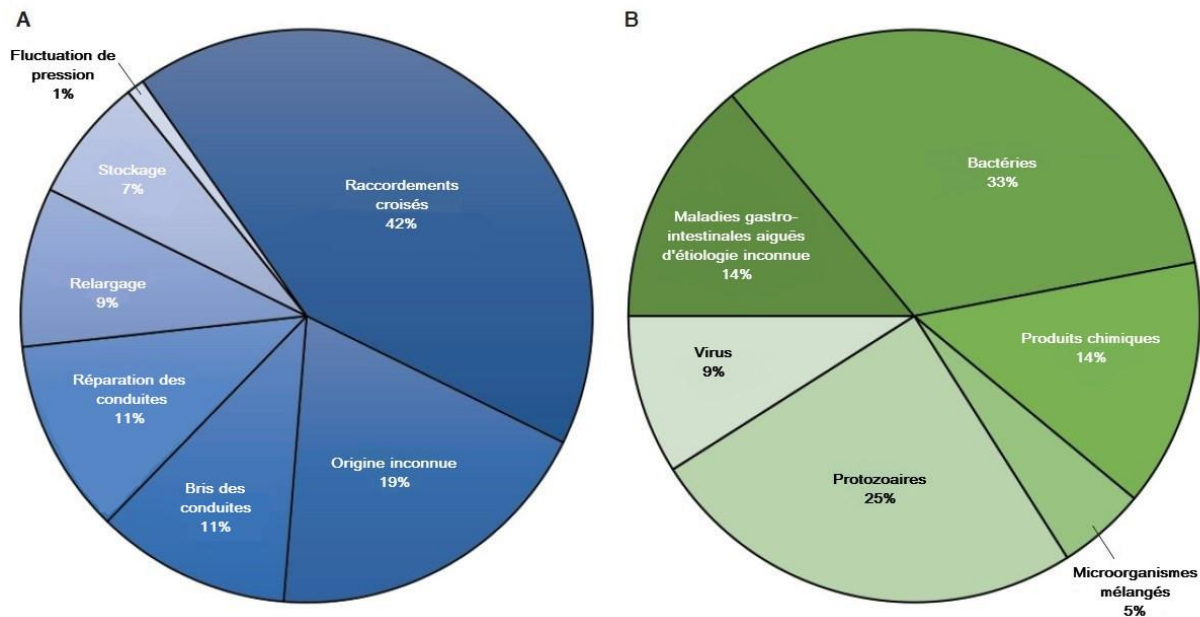 A
Fluctuation de
pression
1%
Stockage
7%
Relargage
9%
Réparation des
conduites
11%
Bris des
conduites
11%
Origine inconnue
19%
Raccordements
croisés
42%
B
Bactéries
33%
Maladies gastro-
intestinales aiguës
d'étiologie inconnue
14%
Produits chimiques
14%
Virus
9%
Protozoaires
25%
Microorganismes
mélangés
5%